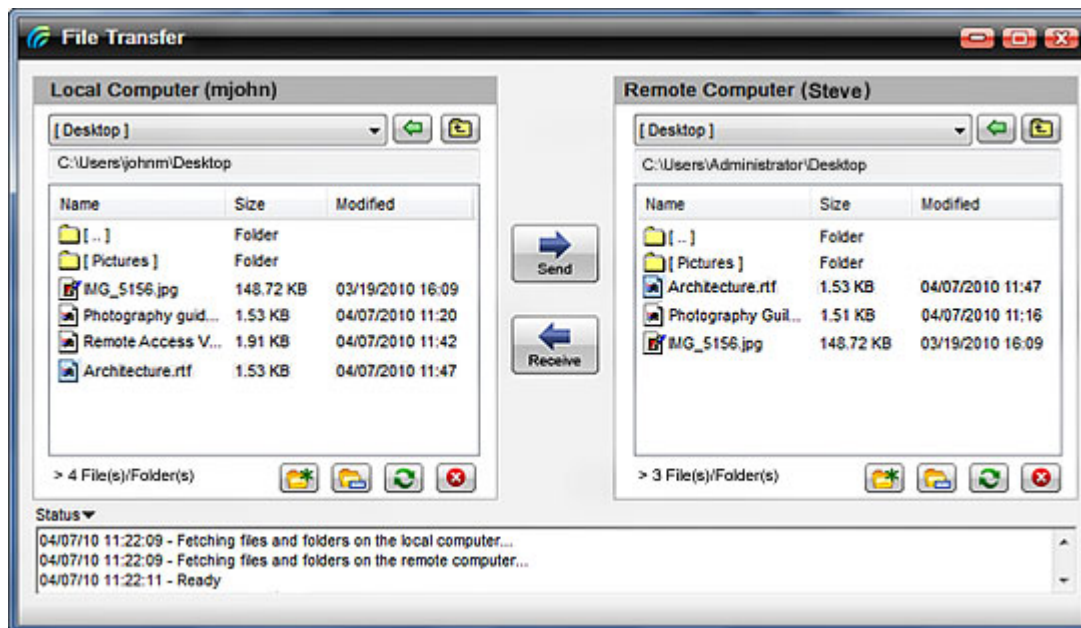 File Transfer
Local Computer (mjohn)
[ Desktop ]
C:\Users\johnm\Desktop
Name Size Modified
[ .. ] Folder
[ Pictures ] Folder
IMG_5156.jpg 148.72 KB 03/19/2010 16:09
Photography guid... 1.53 KB 04/07/2010 11:20
Remote Access V... 1.91 KB 04/07/2010 11:42
Architecture.rtf 1.53 KB 04/07/2010 11:47
> 4 File(s)/Folder(s)
Send
Receive
Remote Computer (Steve)
[ Desktop ]
C:\Users\Administrator\Desktop
Name Size Modified
[ .. ] Folder
[ Pictures ] Folder
Architecture.rtf 1.53 KB 04/07/2010 11:47
Photography Guil... 1.51 KB 04/07/2010 11:16
IMG_5156.jpg 148.72 KB 03/19/2010 16:09
> 3 File(s)/Folder(s)
Status
04/07/10 11:22:09 - Fetching files and folders on the local computer...
04/07/10 11:22:09 - Fetching files and folders on the remote computer...
04/07/10 11:22:11 - Ready